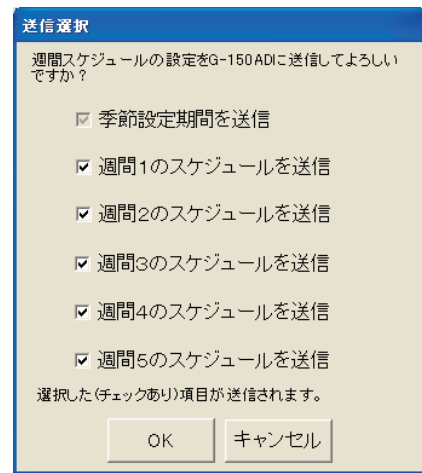 送信選択
週間スケジュールの設定をG-150ADに送信してよろしい
ですか？
季節設定期間を送信
週間1のスケジュールを送信
週間2のスケジュールを送信
週間3のスケジュールを送信
週間4のスケジュールを送信
週間5のスケジュールを送信
選択した(チェックあり)項目が送信されます。
OK キャンセル